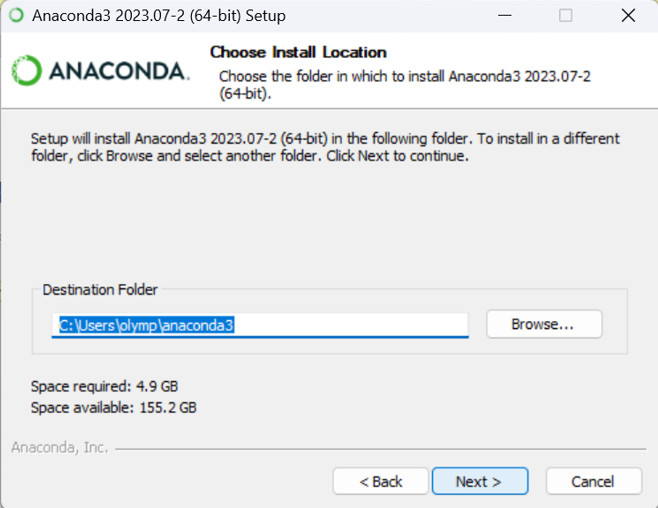 Anaconda3 2023.07-2 (64-bit) Setup
ANACONDA.
Choose Install Location
Choose the folder in which to install Anaconda3 2023.07-2
(64-bit).
Setup will install Anaconda3 2023.07-2 (64-bit) in the following folder. To install in a different
folder, click Browse and select another folder. Click Next to continue.
Destination Folder
C:\Users\olymp\anaconda3
Browse...
Space required: 4.9 GB
Space available: 155.2 GB
Anaconda, Inc.
< Back
Next >
Cancel